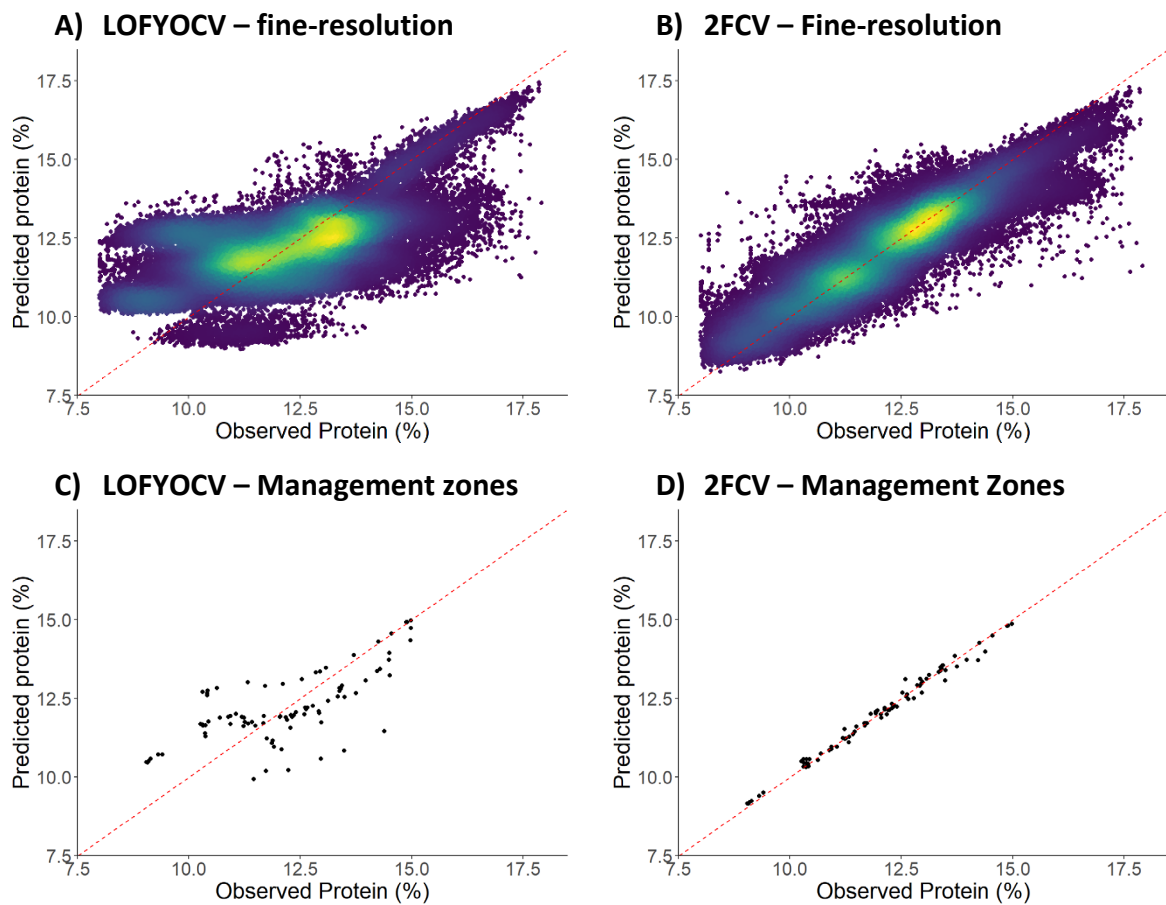 A) LOFYOCV – fine-resolution
17.5
15.0
12.5
10.0
7.5
Predicted protein (%)
7.5 10.0 12.5 15.0 17.5
Observed Protein (%)
B) 2FCV – Fine-resolution
17.5
15.0
12.5
10.0
7.5
Predicted protein (%)
7.5 10.0 12.5 15.0 17.5
Observed Protein (%)
C) LOFYOCV – Management zones
17.5
15.0
12.5
10.0
7.5
Predicted protein (%)
7.5 10.0 12.5 15.0 17.5
Observed Protein (%)
D) 2FCV – Management Zones
17.5
15.0
12.5
10.0
7.5
Predicted protein (%)
7.5 10.0 12.5 15.0 17.5
Observed Protein (%)